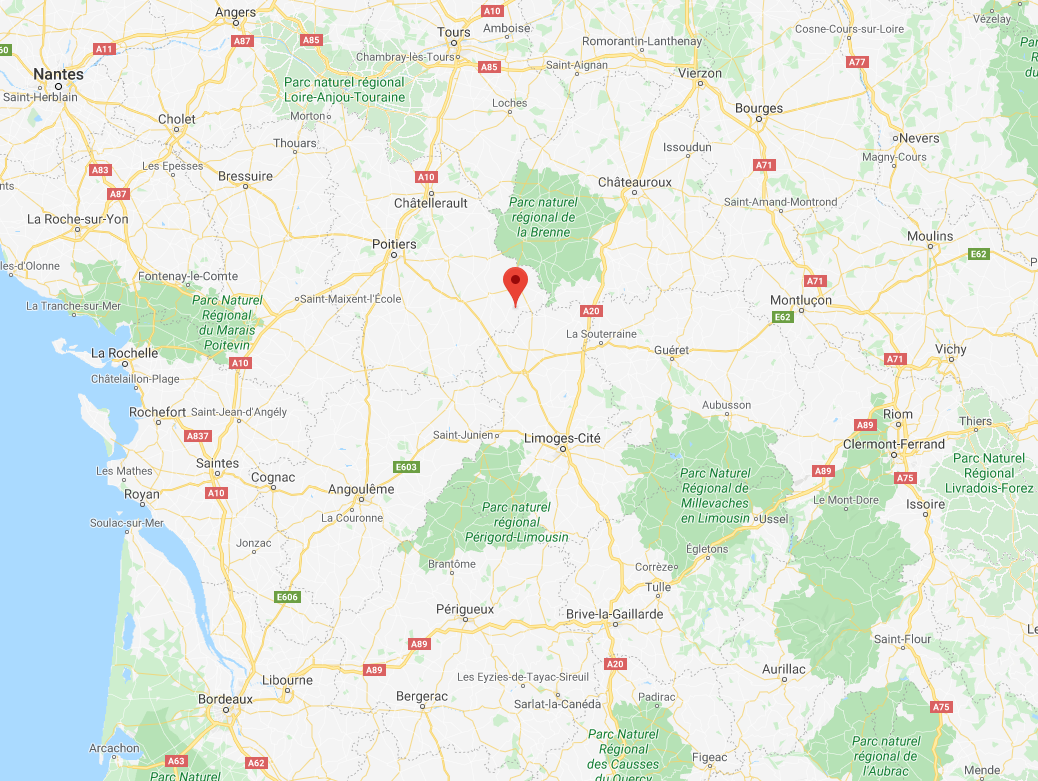 Angers
A10
Amboise
Cosne-Cours-sur-Loire
Vézelay
A87
A85
Tours
Romorantin-Lanthenay
60
A11
Chambray-lès-Tours
A85
Saint-Aignan
A77
Nantes
Vierzon
Saint-Herblain
Parc naturel régional
Loire-Anjou-Touraine
Loches
Bourges
Morton
Cholet
Nevers
Thouars
Issoudun
Magny-Cours
A83
Les Epesses
Bressuire
A10
A71
nts
A87
Châtellerault
Châteauroux
Parc naturel
régional de
la Brenne
Saint-Amand-Montrond
La Roche-sur-Yon
Poitiers
Moulins
E62
les-d'Olonne
Fontenay-le-Comte
A71
La Tranche-sur-Mer
Parc Naturel
Régional
du Marais
Poitevin
Saint-Maixent-l'École
Montluçon
A20
E62
La Souterraine
La Rochelle
A10
Guéret
A71
Vichy
Châtelaillon-Plage
Rochefort
Saint-Jean-d'Angély
Aubusson
Riom
Thiers
A837
Saint-Junien
Limoges-Cité
A89
Clermont-Ferrand
Saintes
E603
Parc Naturel
Régional
Livradois-Forez
Les Mathes
A10
Cognac
Angoulême
Parc Naturel
Régional de
Millevaches
en Limousin
A89
A75
Royan
La Couronne
Parc naturel
régional
Périgord-Limousin
Le Mont-Dore
Issoire
Soulac-sur-Mer
Ussel
Jonzac
Égletons
Brantôme
Corrèze
Tulle
E606
Périgueux
Brive-la-Gaillarde
A89
Saint-Flour
A89
A20
Aurillac
Libourne
Les Eyzies-de-Tayac-Sireuil
Bordeaux
Bergerac
Sarlat-la-Canéda
Padirac
A75
Arcachon
A63
A62
Parc Naturel
Régional
des Causses
du Quercy
Figeac
Parc naturel
régional de
l'Aubrac
Parc Naturel
Mende